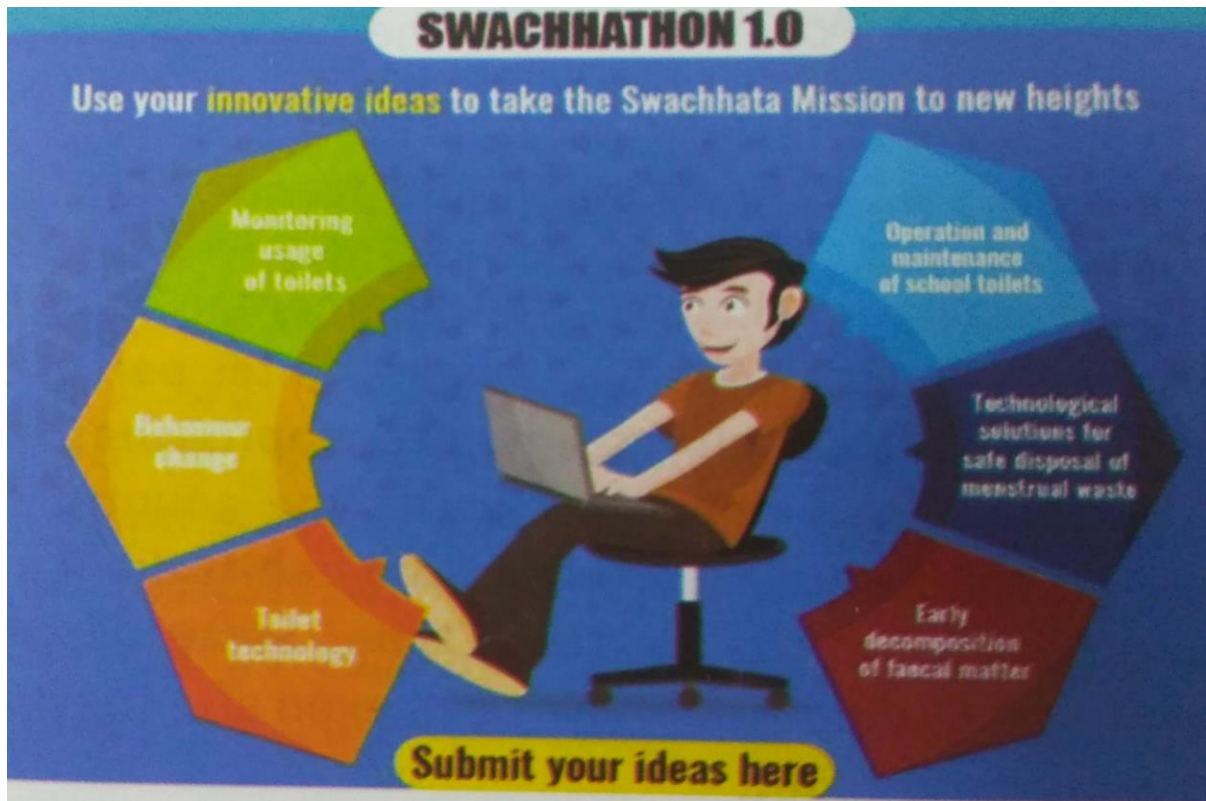 SWACHHATHON 1.0
Use your innovative ideas to take the Swachhata Mission to new heights
Monitoring
usage
of toilets
Behaviour
change
Toilet
technology
Operation and
maintenance
of school toilets
Technological
solutions for
safe disposal of
menstrual waste
Early
decomposition
of faecal matter
Submit your ideas here